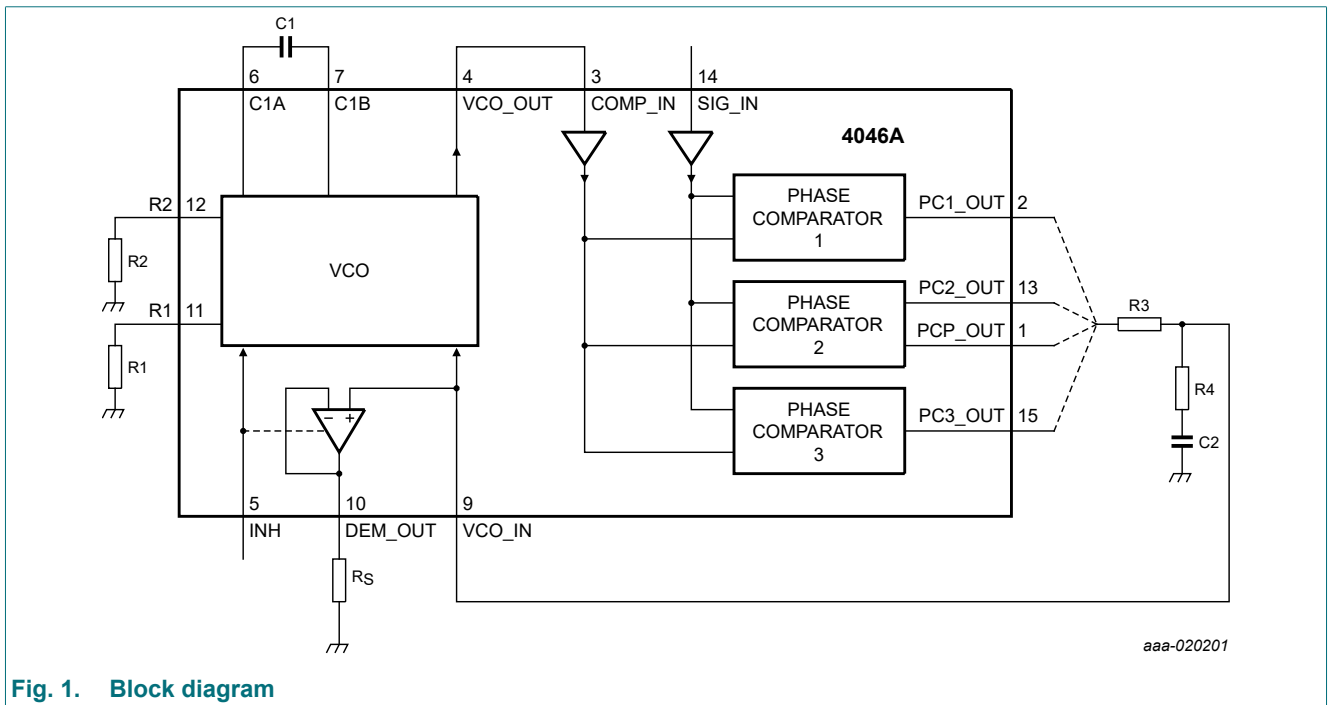 C1
6 7 4 3 14
C1A C1B VCO_OUT COMP_IN SIG_IN
4046A
PHASE
COMPARATOR
1
PC1_OUT 2
R2 12
R2
VCO
R1 11
R1
PHASE
COMPARATOR
2
PC2_OUT 13
PCP_OUT 1
R3
R4
C2
PHASE
COMPARATOR
3
PC3_OUT 15
− +
5 10 9
INH DEM_OUT VCO_IN
RS
aaa-020201
Fig. 1. Block diagram